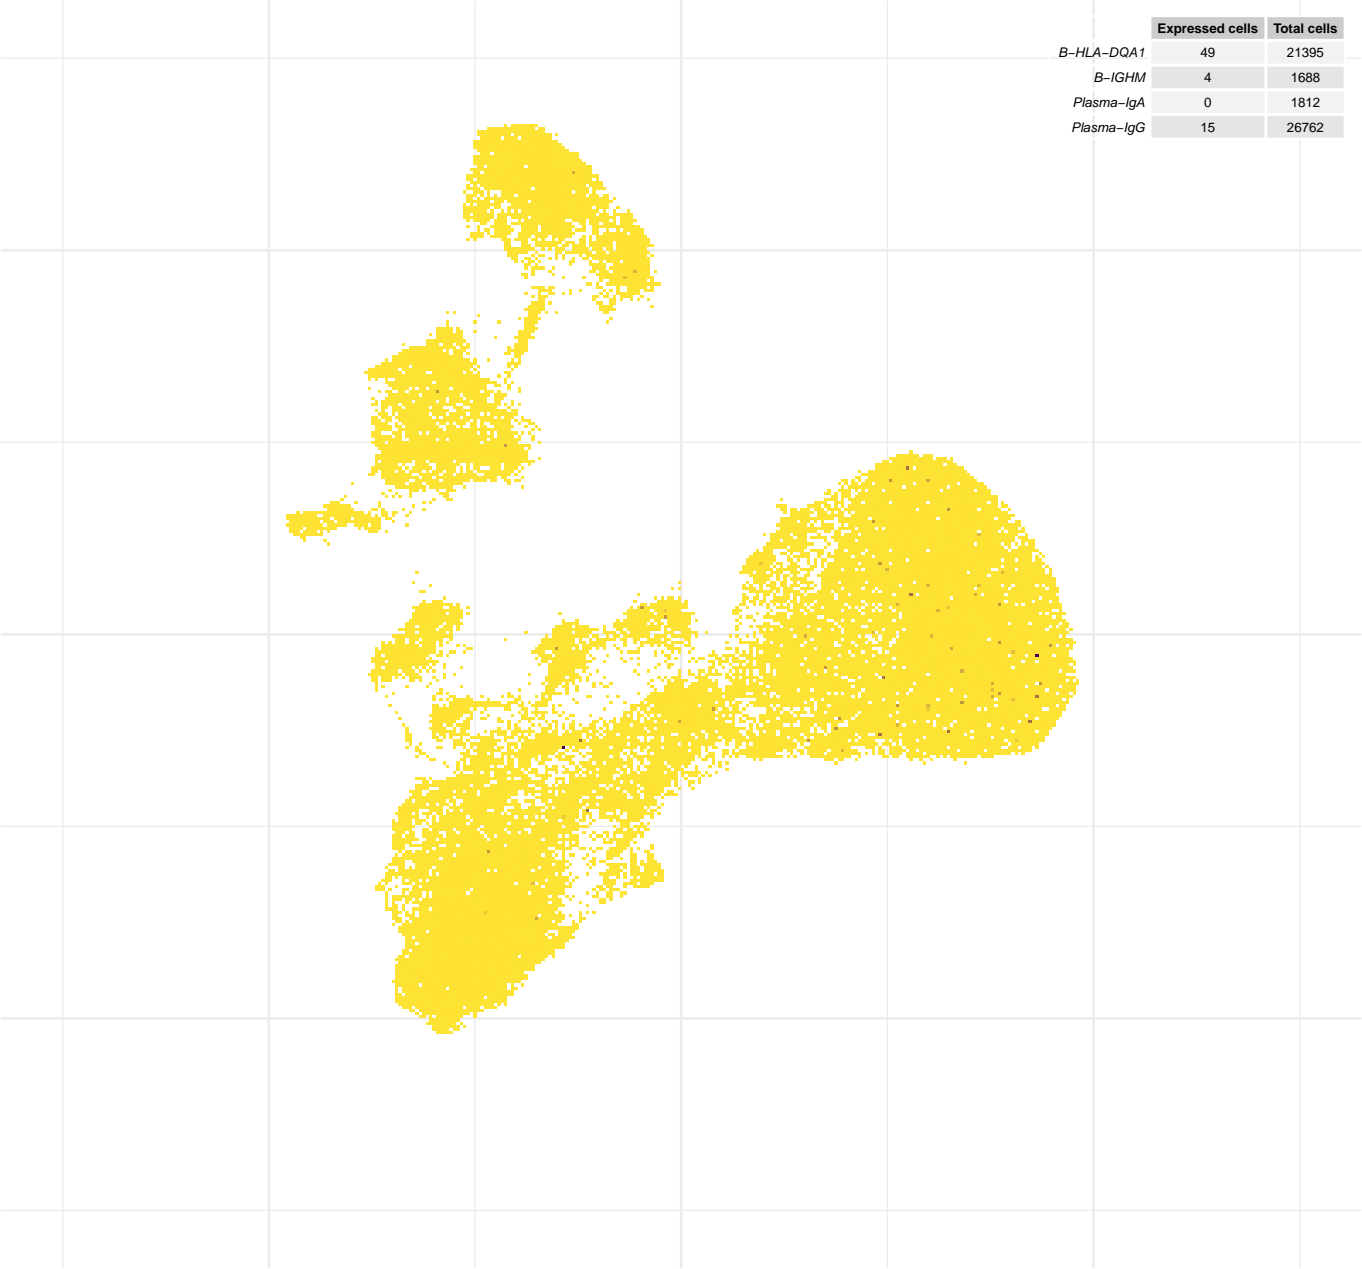 Expressed cells Total cells
B−HLA−DQA1 49 21395
B−IGHM 4 1688
Plasma−IgA 0 1812
Plasma−IgG 15 26762